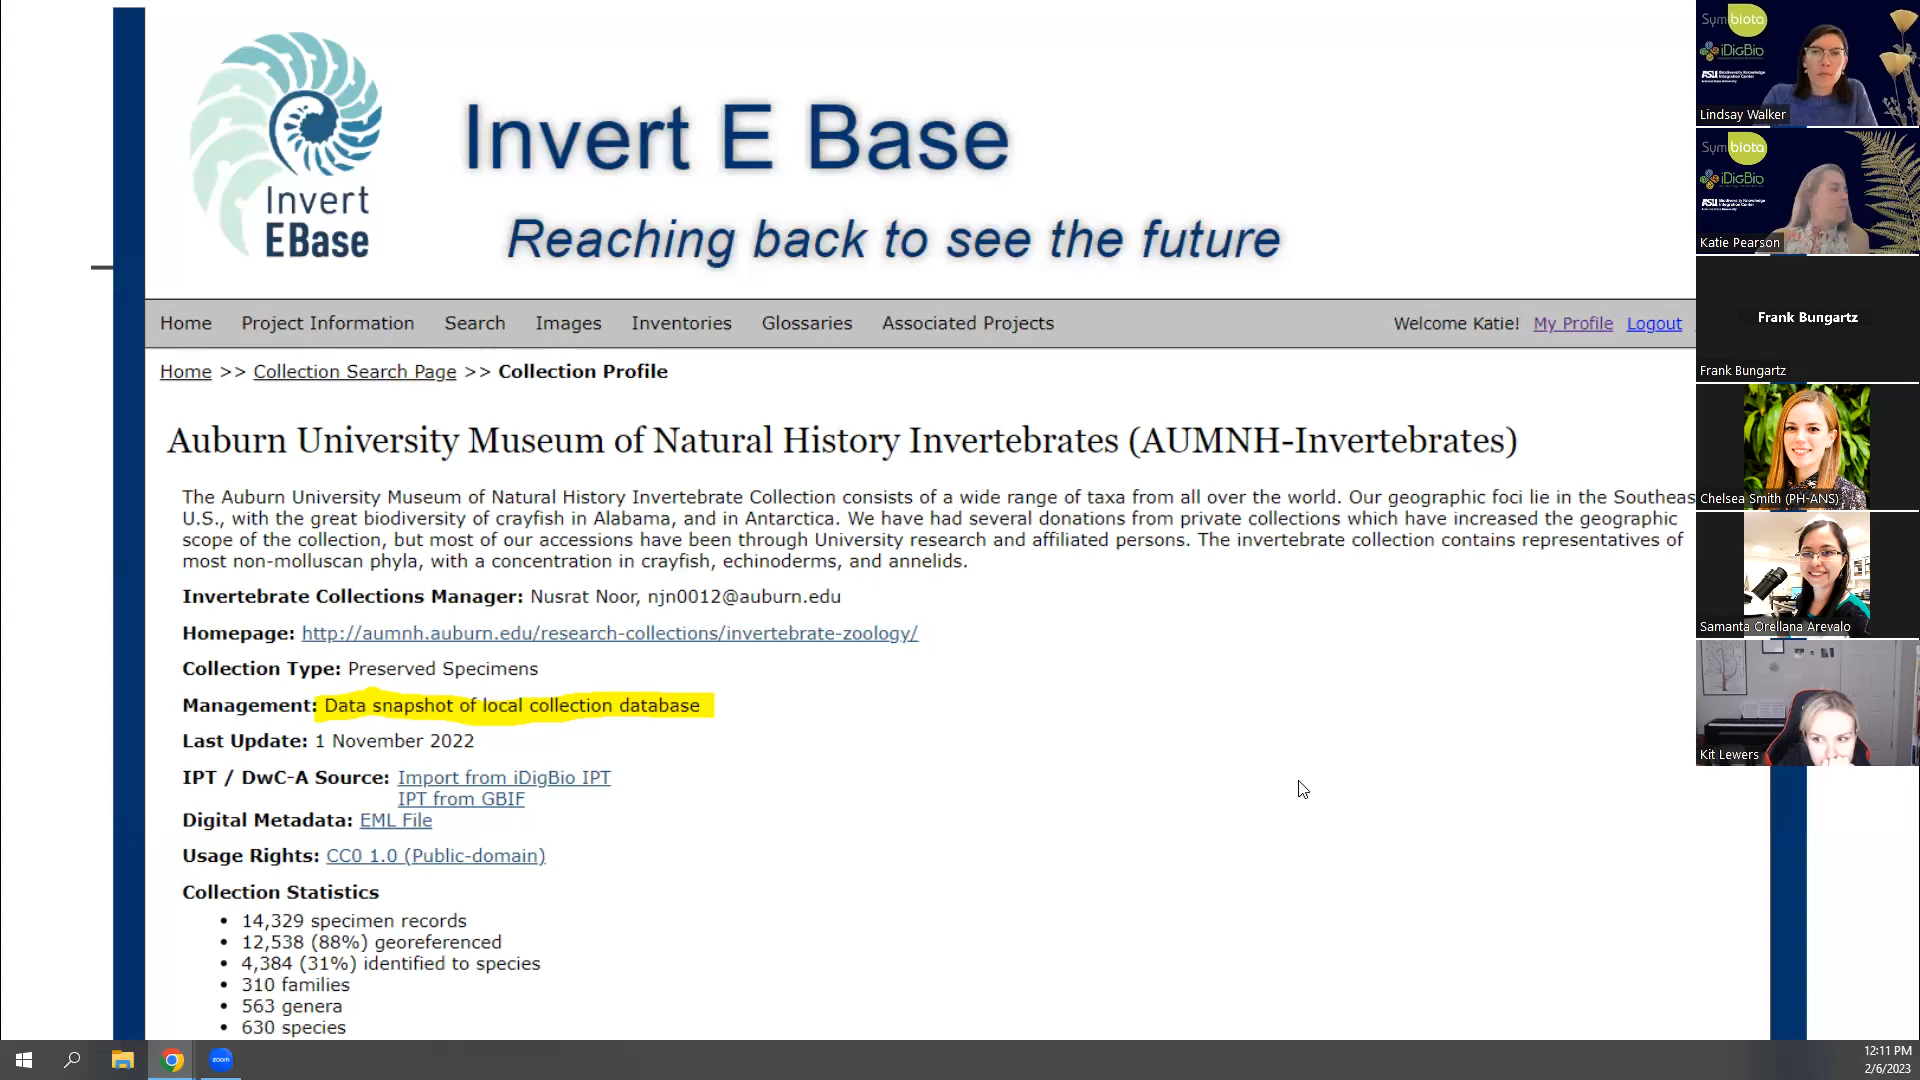 Invert
EBase
Invert E Base
Reaching back to see the future
Home Project Information Search Images Inventories Glossaries Associated Projects Welcome Katie! My Profile Logout
Home >> Collection Search Page >> Collection Profile
Auburn University Museum of Natural History Invertebrates (AUMNH-Invertebrates)
The Auburn University Museum of Natural History Invertebrate Collection consists of a wide range of taxa from all over the world. Our geographic foci lie in the Southeas
U.S., with the great biodiversity of crayfish in Alabama, and in Antarctica. We have had several donations from private collections which have increased the geographic
scope of the collection, but most of our accessions have been through University research and affiliated persons. The invertebrate collection contains representatives of
most non-molluscan phyla, with a concentration in crayfish, echinoderms, and annelids.
Invertebrate Collections Manager: Nusrat Noor, njn0012@auburn.edu
Homepage: http://aumnh.auburn.edu/research-collections/invertebrate-zoology/
Collection Type: Preserved Specimens
Management: Data snapshot of local collection database
Last Update: 1 November 2022
IPT / DwC-A Source: Import from iDigBio IPT
IPT from GBIF
Digital Metadata: EML File
Usage Rights: CC0 1.0 (Public-domain)
Collection Statistics
• 14,329 specimen records
• 12,538 (88%) georeferenced
• 4,384 (31%) identified to species
• 310 families
• 563 genera
• 630 species
Symbiota
iDigBio
ASU Biodiversity Knowledge
Integration Center
Lindsay Walker
Symbiota
iDigBio
ASU Biodiversity Knowledge
Integration Center
Katie Pearson
Frank Bungartz
Frank Bungartz
Chelsea Smith (PH-ANS)
Samanta Orellana Arevalo
Kit Lewers
zoom
12:11 PM
2/6/2023